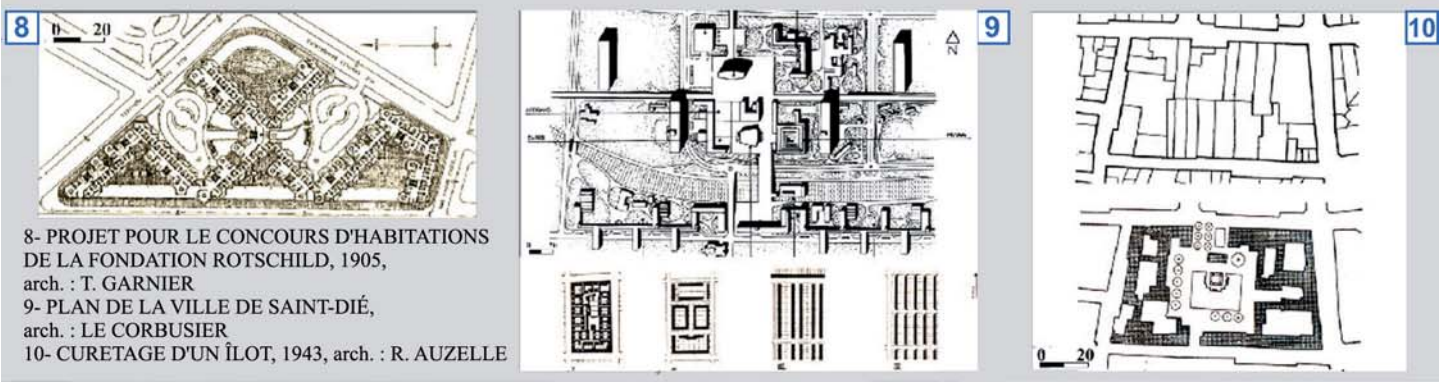 8
0 20
9
N
10
0 20
8- PROJET POUR LE CONCOURS D'HABITATIONS
DE LA FONDATION ROTSCHILD, 1905,
arch. : T. GARNIER
9- PLAN DE LA VILLE DE SAINT-DIÉ,
arch. : LE CORBUSIER
10- CURETAGE D'UN ÎLOT, 1943, arch. : R. AUZELLE